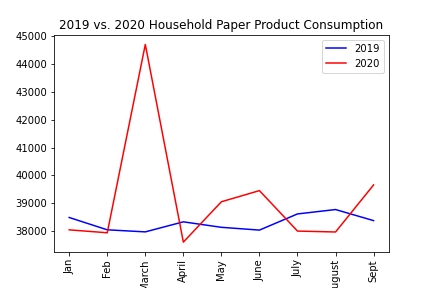 2019 vs. 2020 Household Paper Product Consumption
45000
44000
43000
42000
41000
40000
39000
38000
2019
2020
Jan
Feb
March
April
May
June
July
ugust
Sept